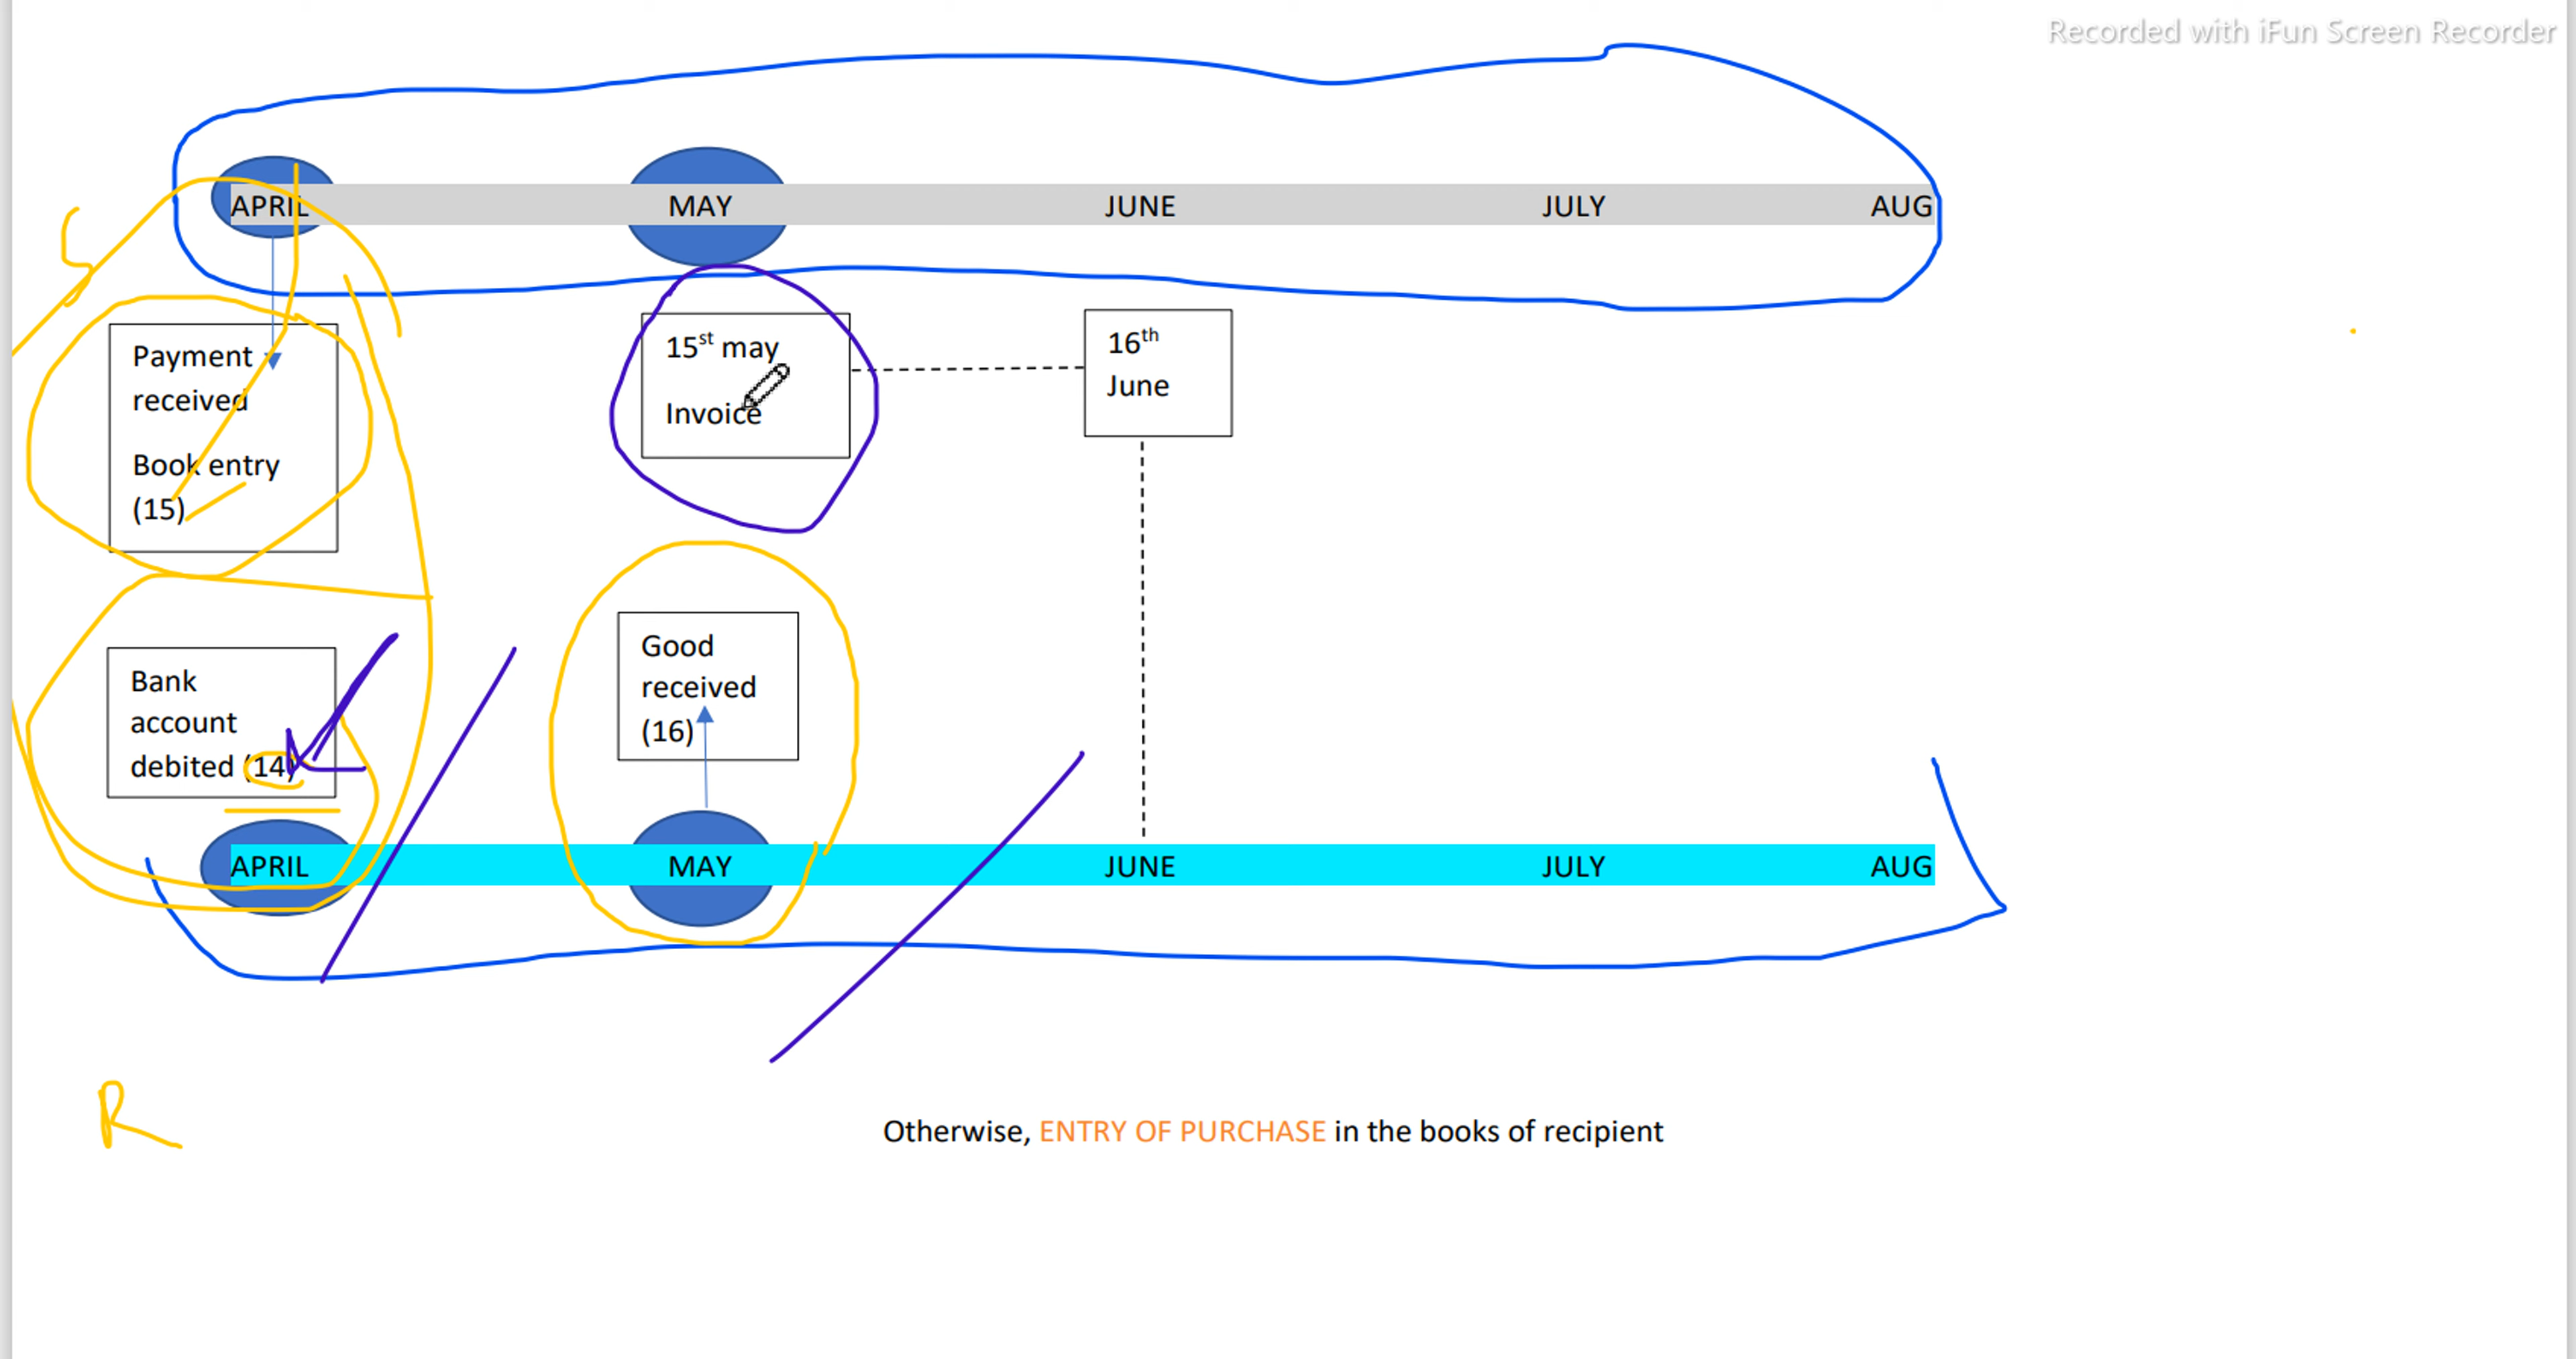 Recorded with iFun Screen Recorder
APRIL MAY JUNE JULY AUG
S
Payment
received
Book entry
(15)
15st may
Invoice
16th
June
Bank
account
debited (14)
Good
received
(16)
APRIL MAY JUNE JULY AUG
R
Otherwise, ENTRY OF PURCHASE in the books of recipient